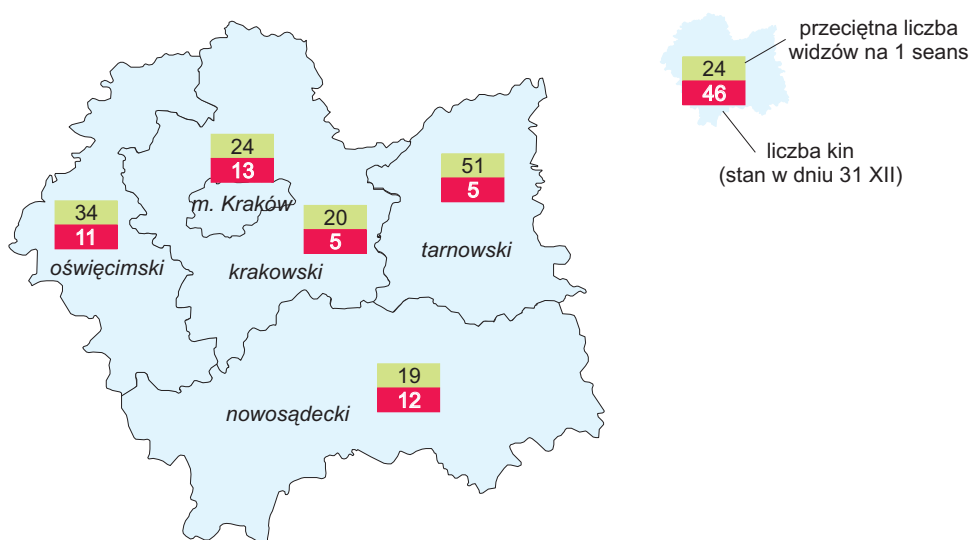 przeciętna liczba
widzów na 1 seans
24
46
liczba kin
(stan w dniu 31 XII)
24
13
m. Kraków
51
5
tarnowski
34
11
oświęcimski
20
5
krakowski
19
12
nowosądecki